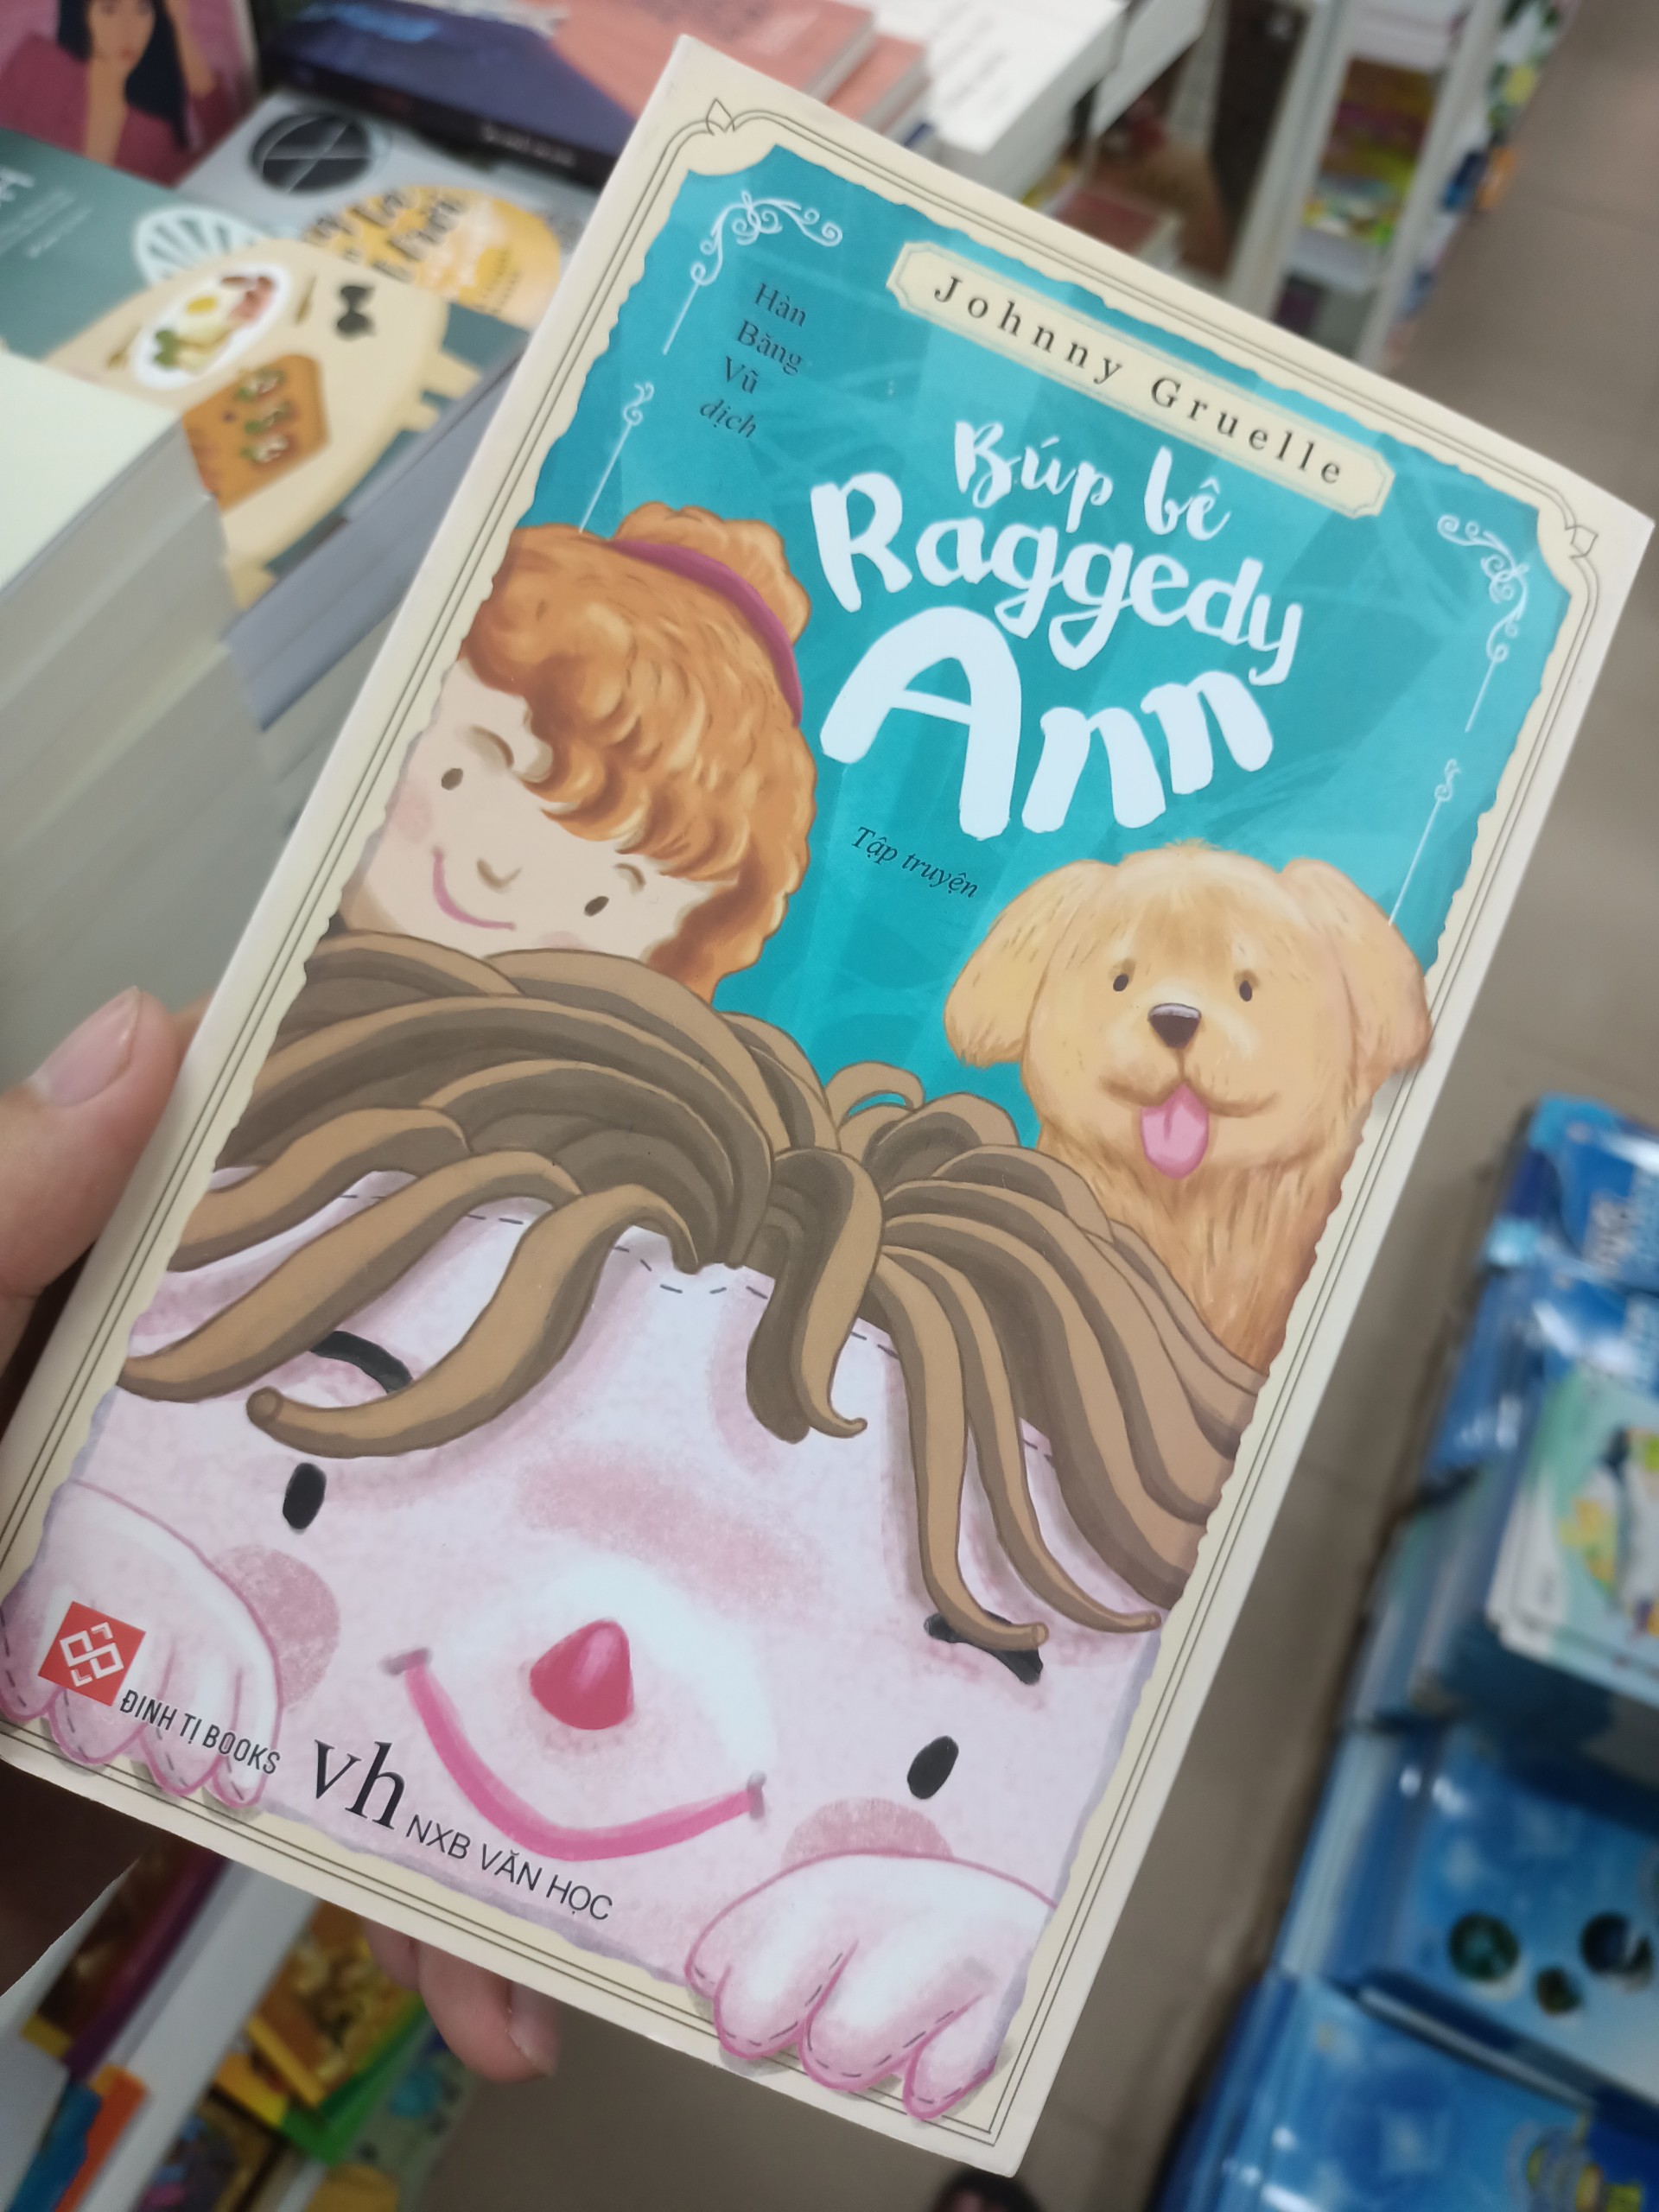 Johnny Gruelle
Hàn
Băng
Vũ
dịch
Búp bê
Raggedy
Ann
Tập truyện
ĐINH TỊ BOOKS
vh NXB VĂN HỌC